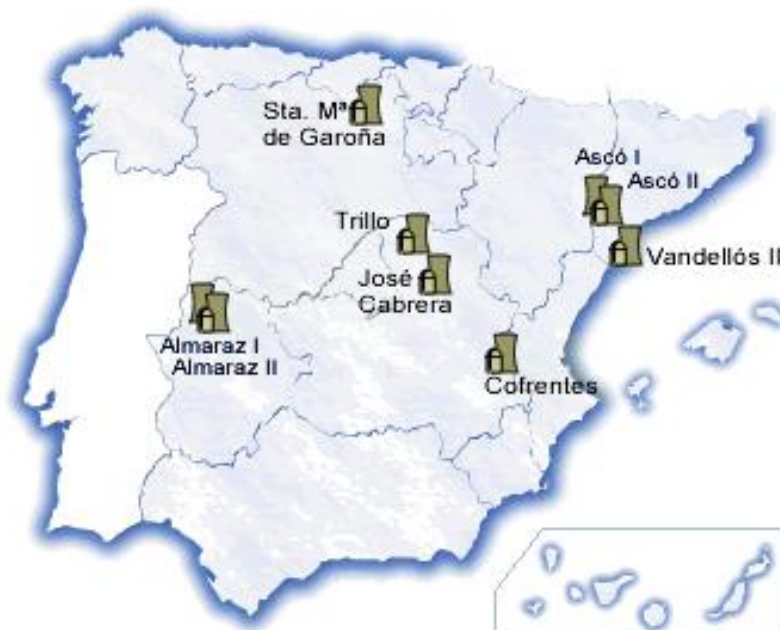 Sta. Mª
de Garoña
Ascó I
Ascó II
Trillo
Vandellós II
José
Cabrera
Almaraz I
Almaraz II
Cofrentes